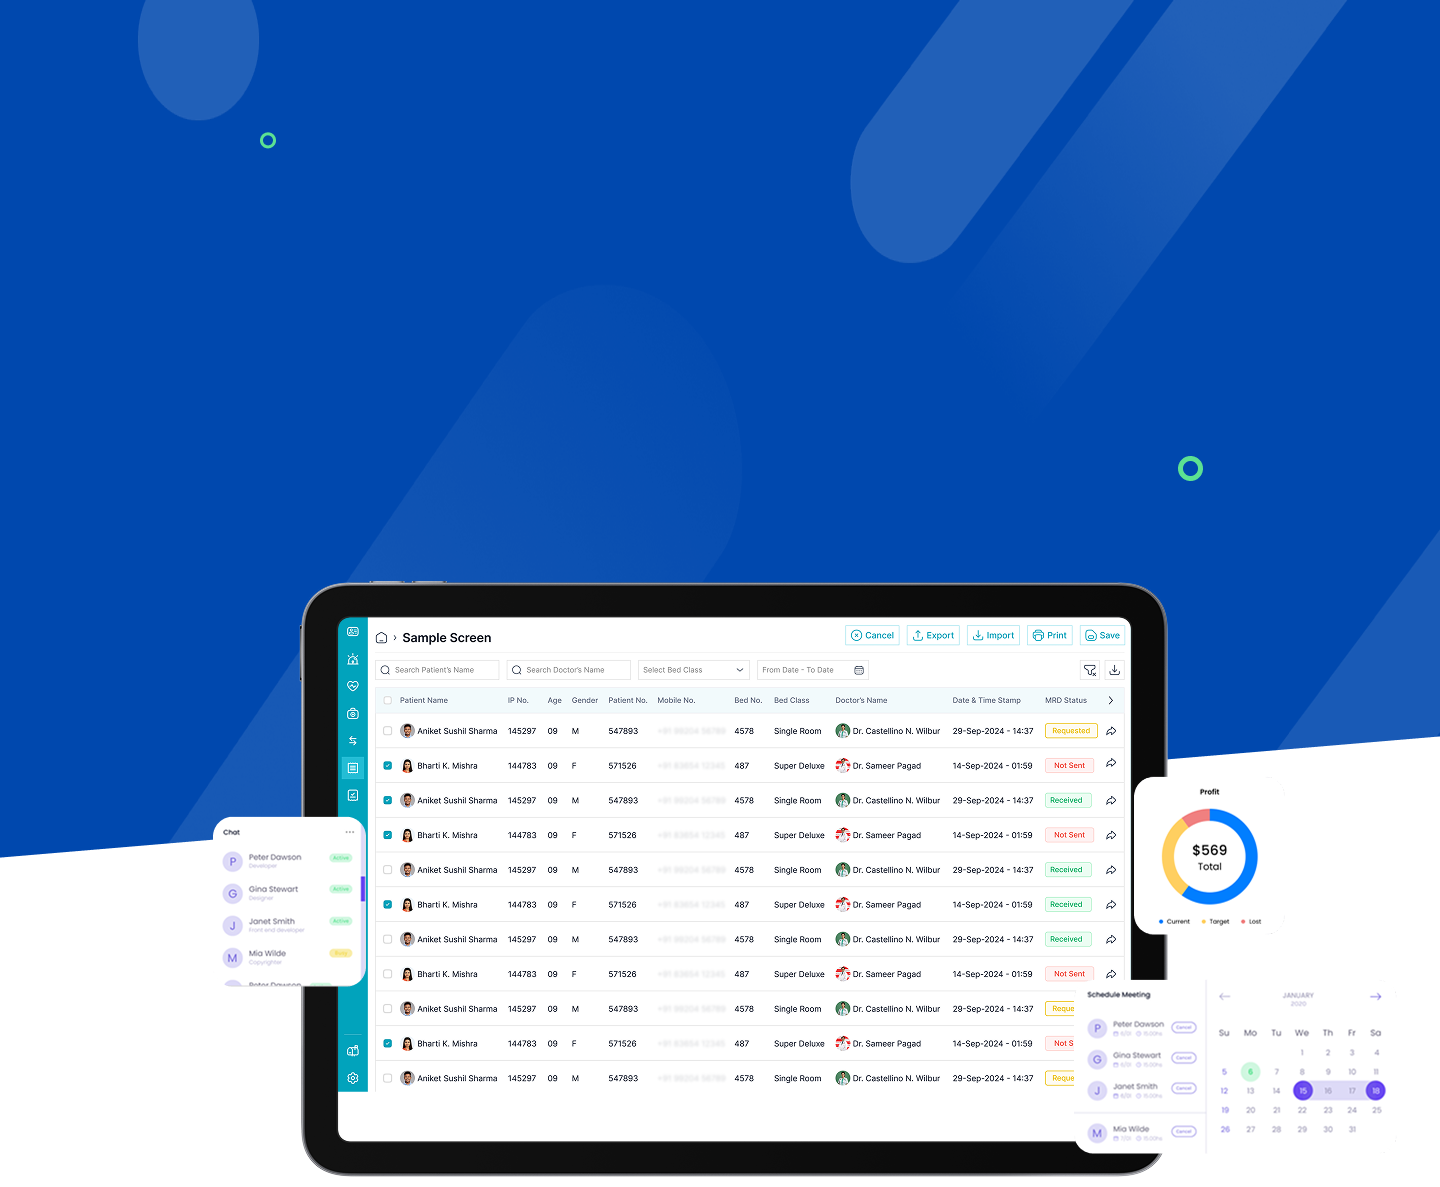 Sample Screen
Cancel Export Import Print Save
Search Patient's Name Search Doctor's Name Select Bed Class From Date - To Date
Patient Name IP No. Age Gender Patient No. Mobile No. Bed No. Bed Class Doctor's Name Date & Time Stamp MRD Status
Aniket Sushil Sharma 145297 09 M 547893 4578 Single Room Dr. Castellino N. Wilbur 29-Sep-2024 - 14:37 Requested
Bharti K. Mishra 144783 09 F 571526 487 Super Deluxe Dr. Sameer Pagad 14-Sep-2024 - 01:59 Not Sent
Aniket Sushil Sharma 145297 09 M 547893 4578 Single Room Dr. Castellino N. Wilbur 29-Sep-2024 - 14:37 Received
Bharti K. Mishra 144783 09 F 571526 487 Super Deluxe Dr. Sameer Pagad 14-Sep-2024 - 01:59 Not Sent
Aniket Sushil Sharma 145297 09 M 547893 4578 Single Room Dr. Castellino N. Wilbur 29-Sep-2024 - 14:37 Received
Bharti K. Mishra 144783 09 F 571526 487 Super Deluxe Dr. Sameer Pagad 14-Sep-2024 - 01:59 Received
Aniket Sushil Sharma 145297 09 M 547893 4578 Single Room Dr. Castellino N. Wilbur 29-Sep-2024 - 14:37 Received
Bharti K. Mishra 144783 09 F 571526 487 Super Deluxe Dr. Sameer Pagad 14-Sep-2024 - 01:59 Not Sent
Aniket Sushil Sharma 145297 09 M 547893 4578 Single Room Dr. Castellino N. Wilbur 29-Sep-2024 - 14:37 Reque
Bharti K. Mishra 144783 09 F 571526 487 Super Deluxe Dr. Sameer Pagad 14-Sep-2024 - 01:59 Not S
Aniket Sushil Sharma 145297 09 M 547893 4578 Single Room Dr. Castellino N. Wilbur 29-Sep-2024 - 14:37 Reque
Chat
P Peter Dawson Active
Developer
G Gina Stewart Active
Designer
J Janet Smith Active
Front end developer
M Mia Wilde Busy
Copyrighter
Peter Dawson
Profit
$569
Total
Current Target Lost
Schedule Meeting
P Peter Dawson Cancel
G Gina Stewart Cancel
J Janet Smith Cancel
M Mia Wilde Cancel
JANUARY
2020
Su Mo Tu We Th Fr Sa
1 2 3 4
5 6 7 8 9 10 11
12 13 14 15 16 17 18
19 20 21 22 23 24 25
26 27 28 29 30 31